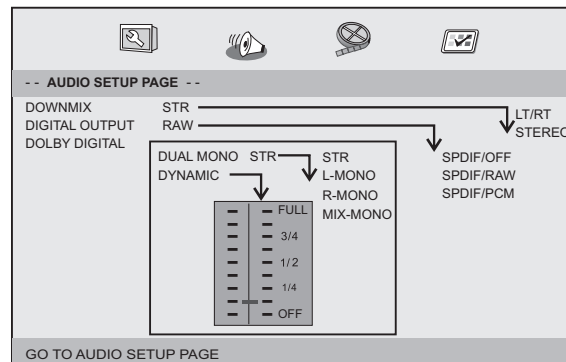 - - AUDIO SETUP PAGE - -
DOWNMIX STR LT/RT
DIGITAL OUTPUT RAW STEREO
DOLBY DIGITAL
SPDIF/OFF
SPDIF/RAW
SPDIF/PCM
DUAL MONO STR STR
DYNAMIC L-MONO
R-MONO
MIX-MONO
FULL
3/4
1/2
1/4
OFF
GO TO AUDIO SETUP PAGE